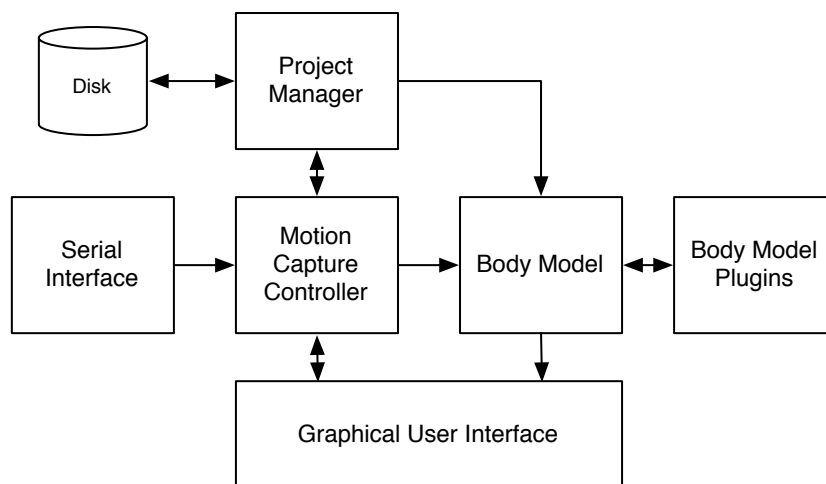 Disk
Project
Manager
Serial
Interface
Motion
Capture
Controller
Body Model
Body Model
Plugins
Graphical User Interface